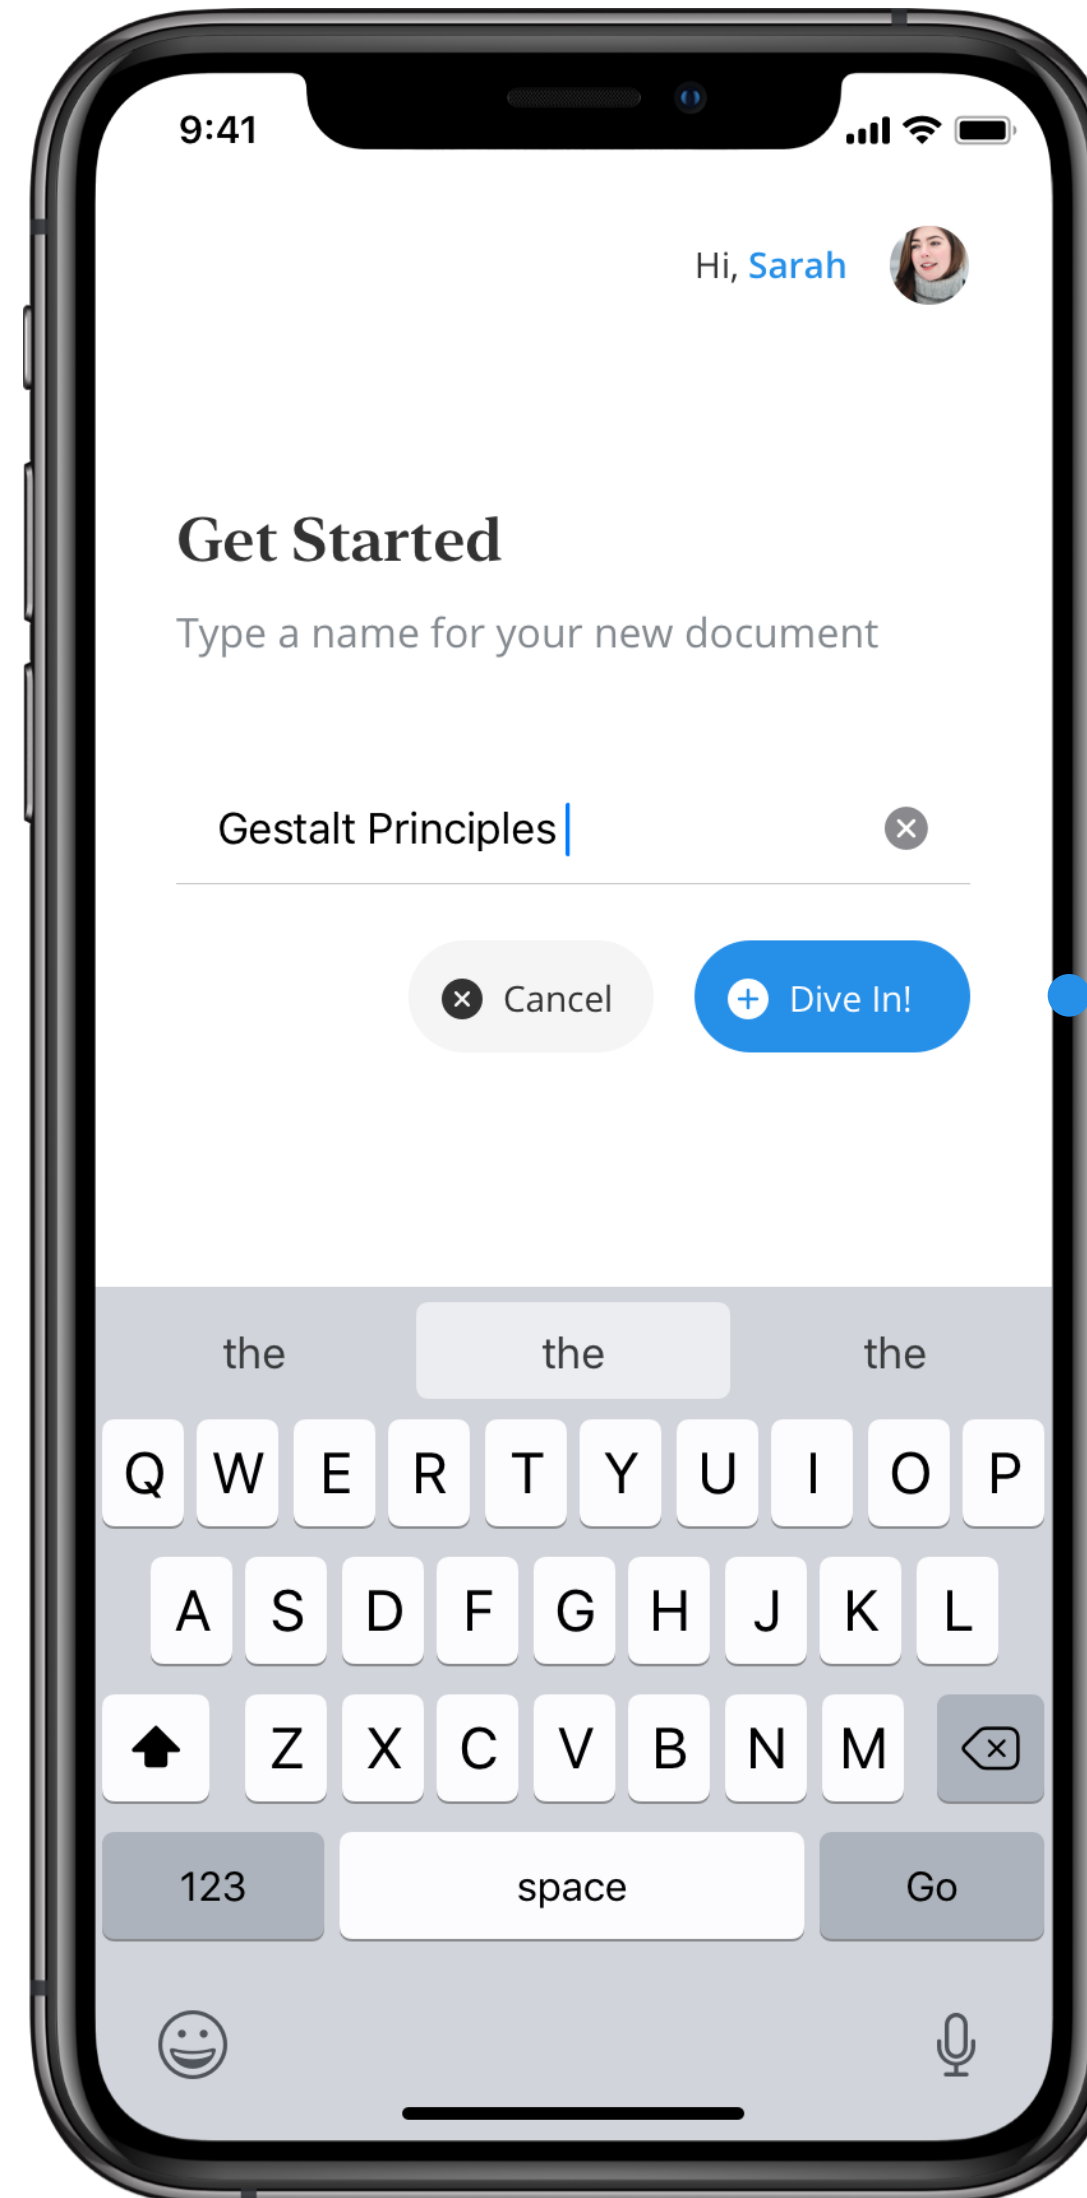 9:41
Hi, Sarah
Get Started
Type a name for your new document
Gestalt Principles
Cancel
Dive In!
the the the
Q W E R T Y U I O P
A S D F G H J K L
Z X C V B N M
123 space Go